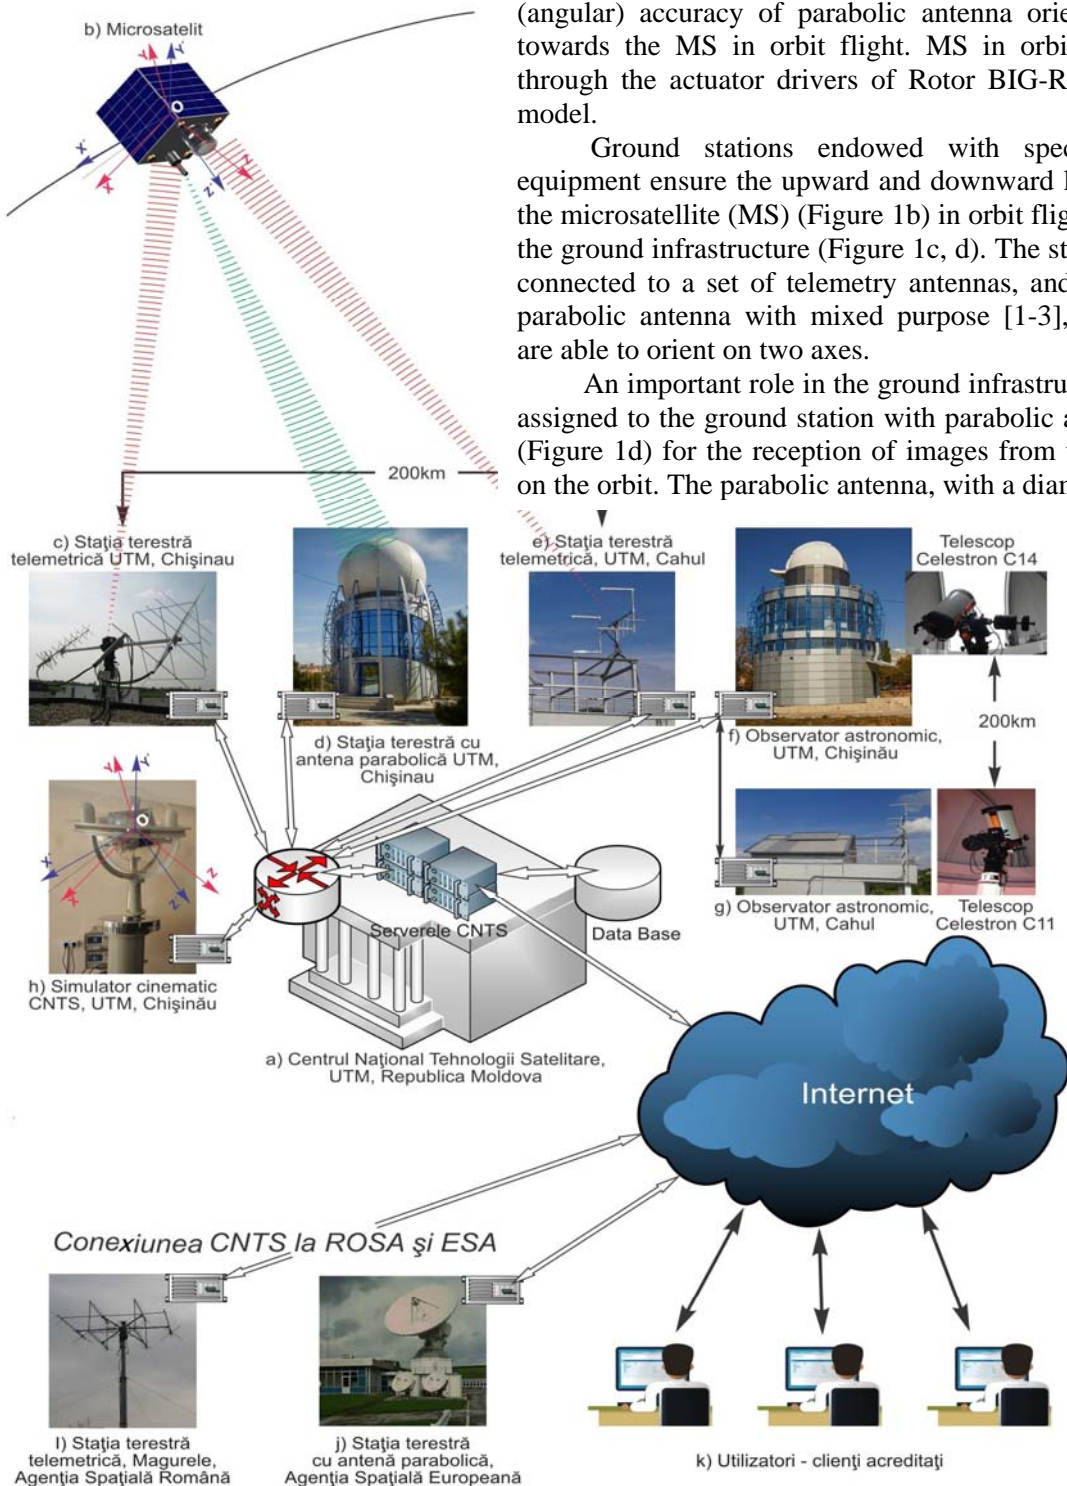 b) Microsatelit
Y Y'
O
X' X
Z' Z
(angular) accuracy of parabolic antenna orie
towards the MS in orbit flight. MS in orbi
through the actuator drivers of Rotor BIG-R
model.
Ground stations endowed with spec
equipment ensure the upward and downward l
the microsatellite (MS) (Figure 1b) in orbit flig
the ground infrastructure (Figure 1c, d). The st
connected to a set of telemetry antennas, and
parabolic antenna with mixed purpose [1-3],
are able to orient on two axes.
An important role in the ground infrastru
assigned to the ground station with parabolic a
(Figure 1d) for the reception of images from
on the orbit. The parabolic antenna, with a dian
200km
c) Staţia terestră
telemetrică UTM, Chişinau
e) Staţia terestră
telemetrică, UTM, Cahul
Telescop
Celestron C14
200km
d) Staţia terestră cu
antena parabolică UTM,
Chişinau
f) Observator astronomic,
UTM, Chişinău
Y Y'
O
X' X
Z' Z
Serverele CNTS
Data Base
g) Observator astronomic,
UTM, Cahul
Telescop
Celestron C11
h) Simulator cinematic
CNTS, UTM, Chişinău
a) Centrul Naţional Tehnologii Satelitare,
UTM, Republica Moldova
Internet
Conexiunea CNTS la ROSA şi ESA
l) Staţia terestră
telemetrică, Magurele,
Agenţia Spaţială Română
j) Staţia terestră
cu antenă parabolică,
Agenţia Spaţială Europeană
k) Utilizatori - clienţi acreditaţi